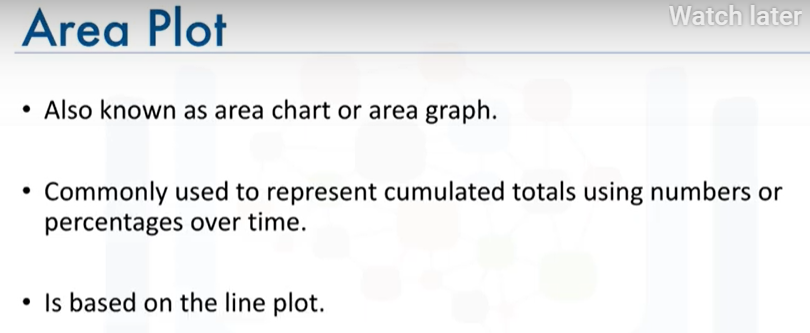 Area Plot
Watch later
• Also known as area chart or area graph.
• Commonly used to represent cumulated totals using numbers or
percentages over time.
• Is based on the line plot.